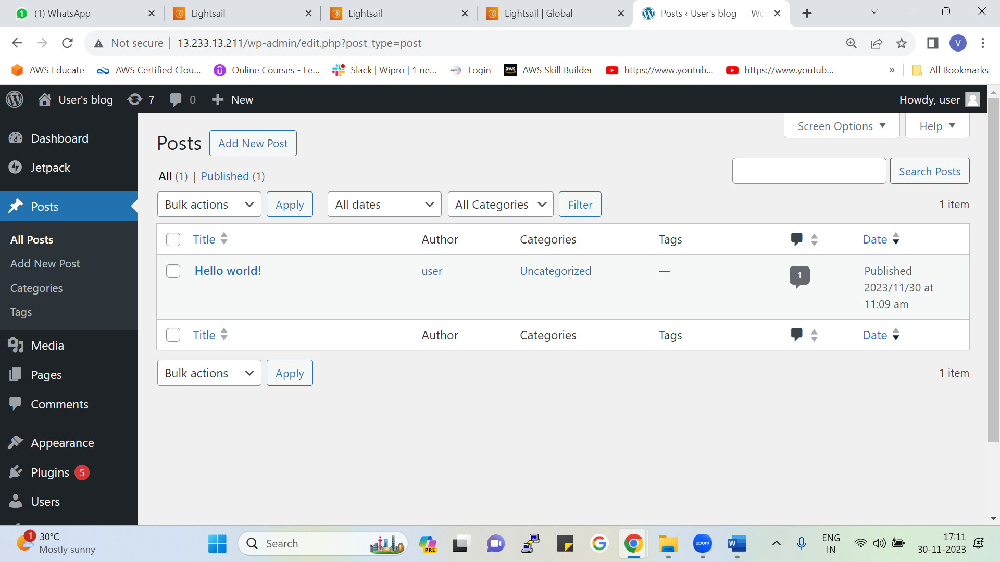 (1) WhatsApp
Lightsail
Lightsail
Lightsail | Global
Posts ‹ User's blog — Wo
Not secure
13.233.13.211/wp-admin/edit.php?post_type=post
V
AWS Educate
AWS Certified Clou...
Online Courses - Le...
Slack | Wipro | 1 ne...
Login
AWS Skill Builder
https://www.youtub...
https://www.youtub...
»
All Bookmarks
User's blog
7
0
New
Howdy, user
Dashboard
Jetpack
Posts
All Posts
Add New Post
Categories
Tags
Media
Pages
Comments
Appearance
Plugins 5
Users
Screen Options
Help
Posts
Add New Post
All (1) | Published (1)
Search Posts
Bulk actions
Apply
All dates
All Categories
Filter
1 item
Title
Author
Categories
Tags
Date
Hello world!
user
Uncategorized
—
1
Published
2023/11/30 at
11:09 am
Title
Author
Categories
Tags
Date
Bulk actions
Apply
1 item
1
30°C
Mostly sunny
Search
PRE
zoom
W
ENG
IN
17:11
30-11-2023